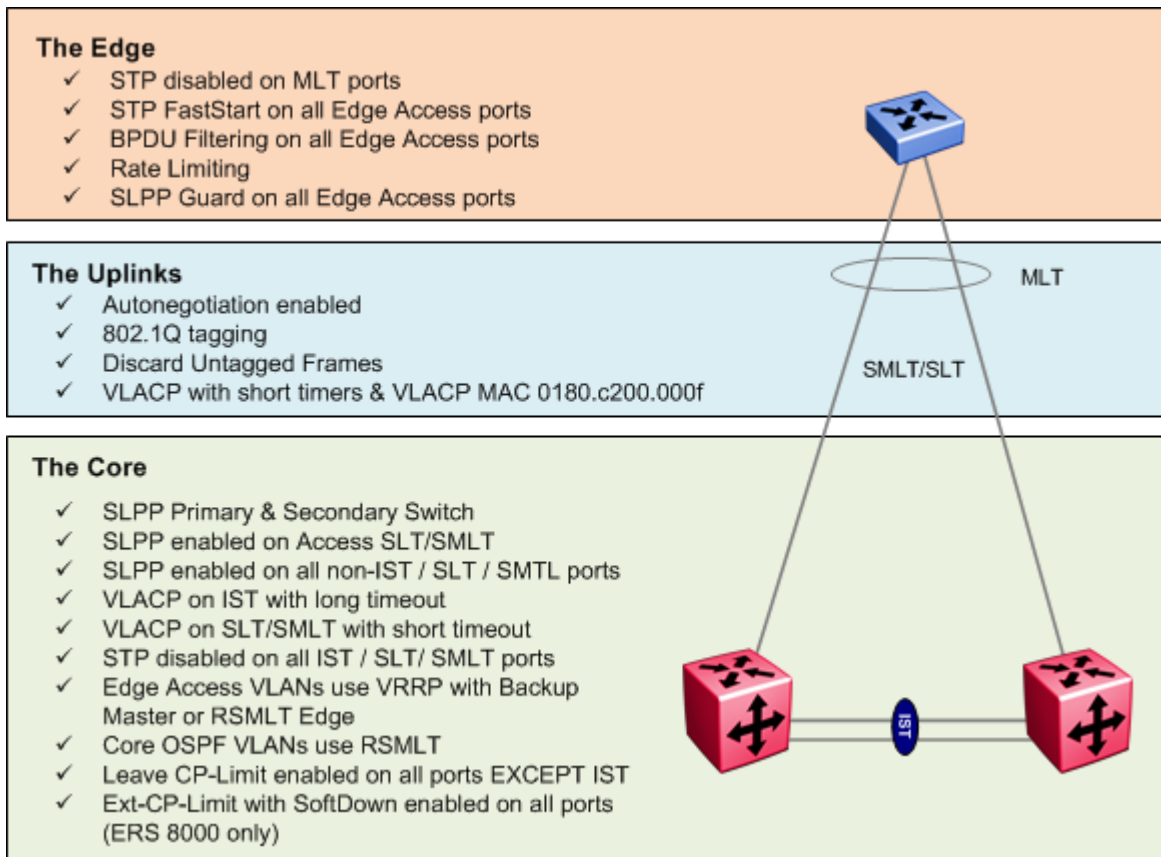 The Edge
✓ STP disabled on MLT ports
✓ STP FastStart on all Edge Access ports
✓ BPDU Filtering on all Edge Access ports
✓ Rate Limiting
✓ SLPP Guard on all Edge Access ports
The Uplinks
✓ Autonegotiation enabled
✓ 802.1Q tagging
✓ Discard Untagged Frames
✓ VLACP with short timers & VLACP MAC 0180.c200.000f
MLT
SMLT/SLT
The Core
✓ SLPP Primary & Secondary Switch
✓ SLPP enabled on Access SLT/SMLT
✓ SLPP enabled on all non-IST / SLT / SMTL ports
✓ VLACP on IST with long timeout
✓ VLACP on SLT/SMLT with short timeout
✓ STP disabled on all IST / SLT/ SMLT ports
✓ Edge Access VLANs use VRRP with Backup
Master or RSMLT Edge
✓ Core OSPF VLANs use RSMLT
✓ Leave CP-Limit enabled on all ports EXCEPT IST
✓ Ext-CP-Limit with SoftDown enabled on all ports
(ERS 8000 only)
IST